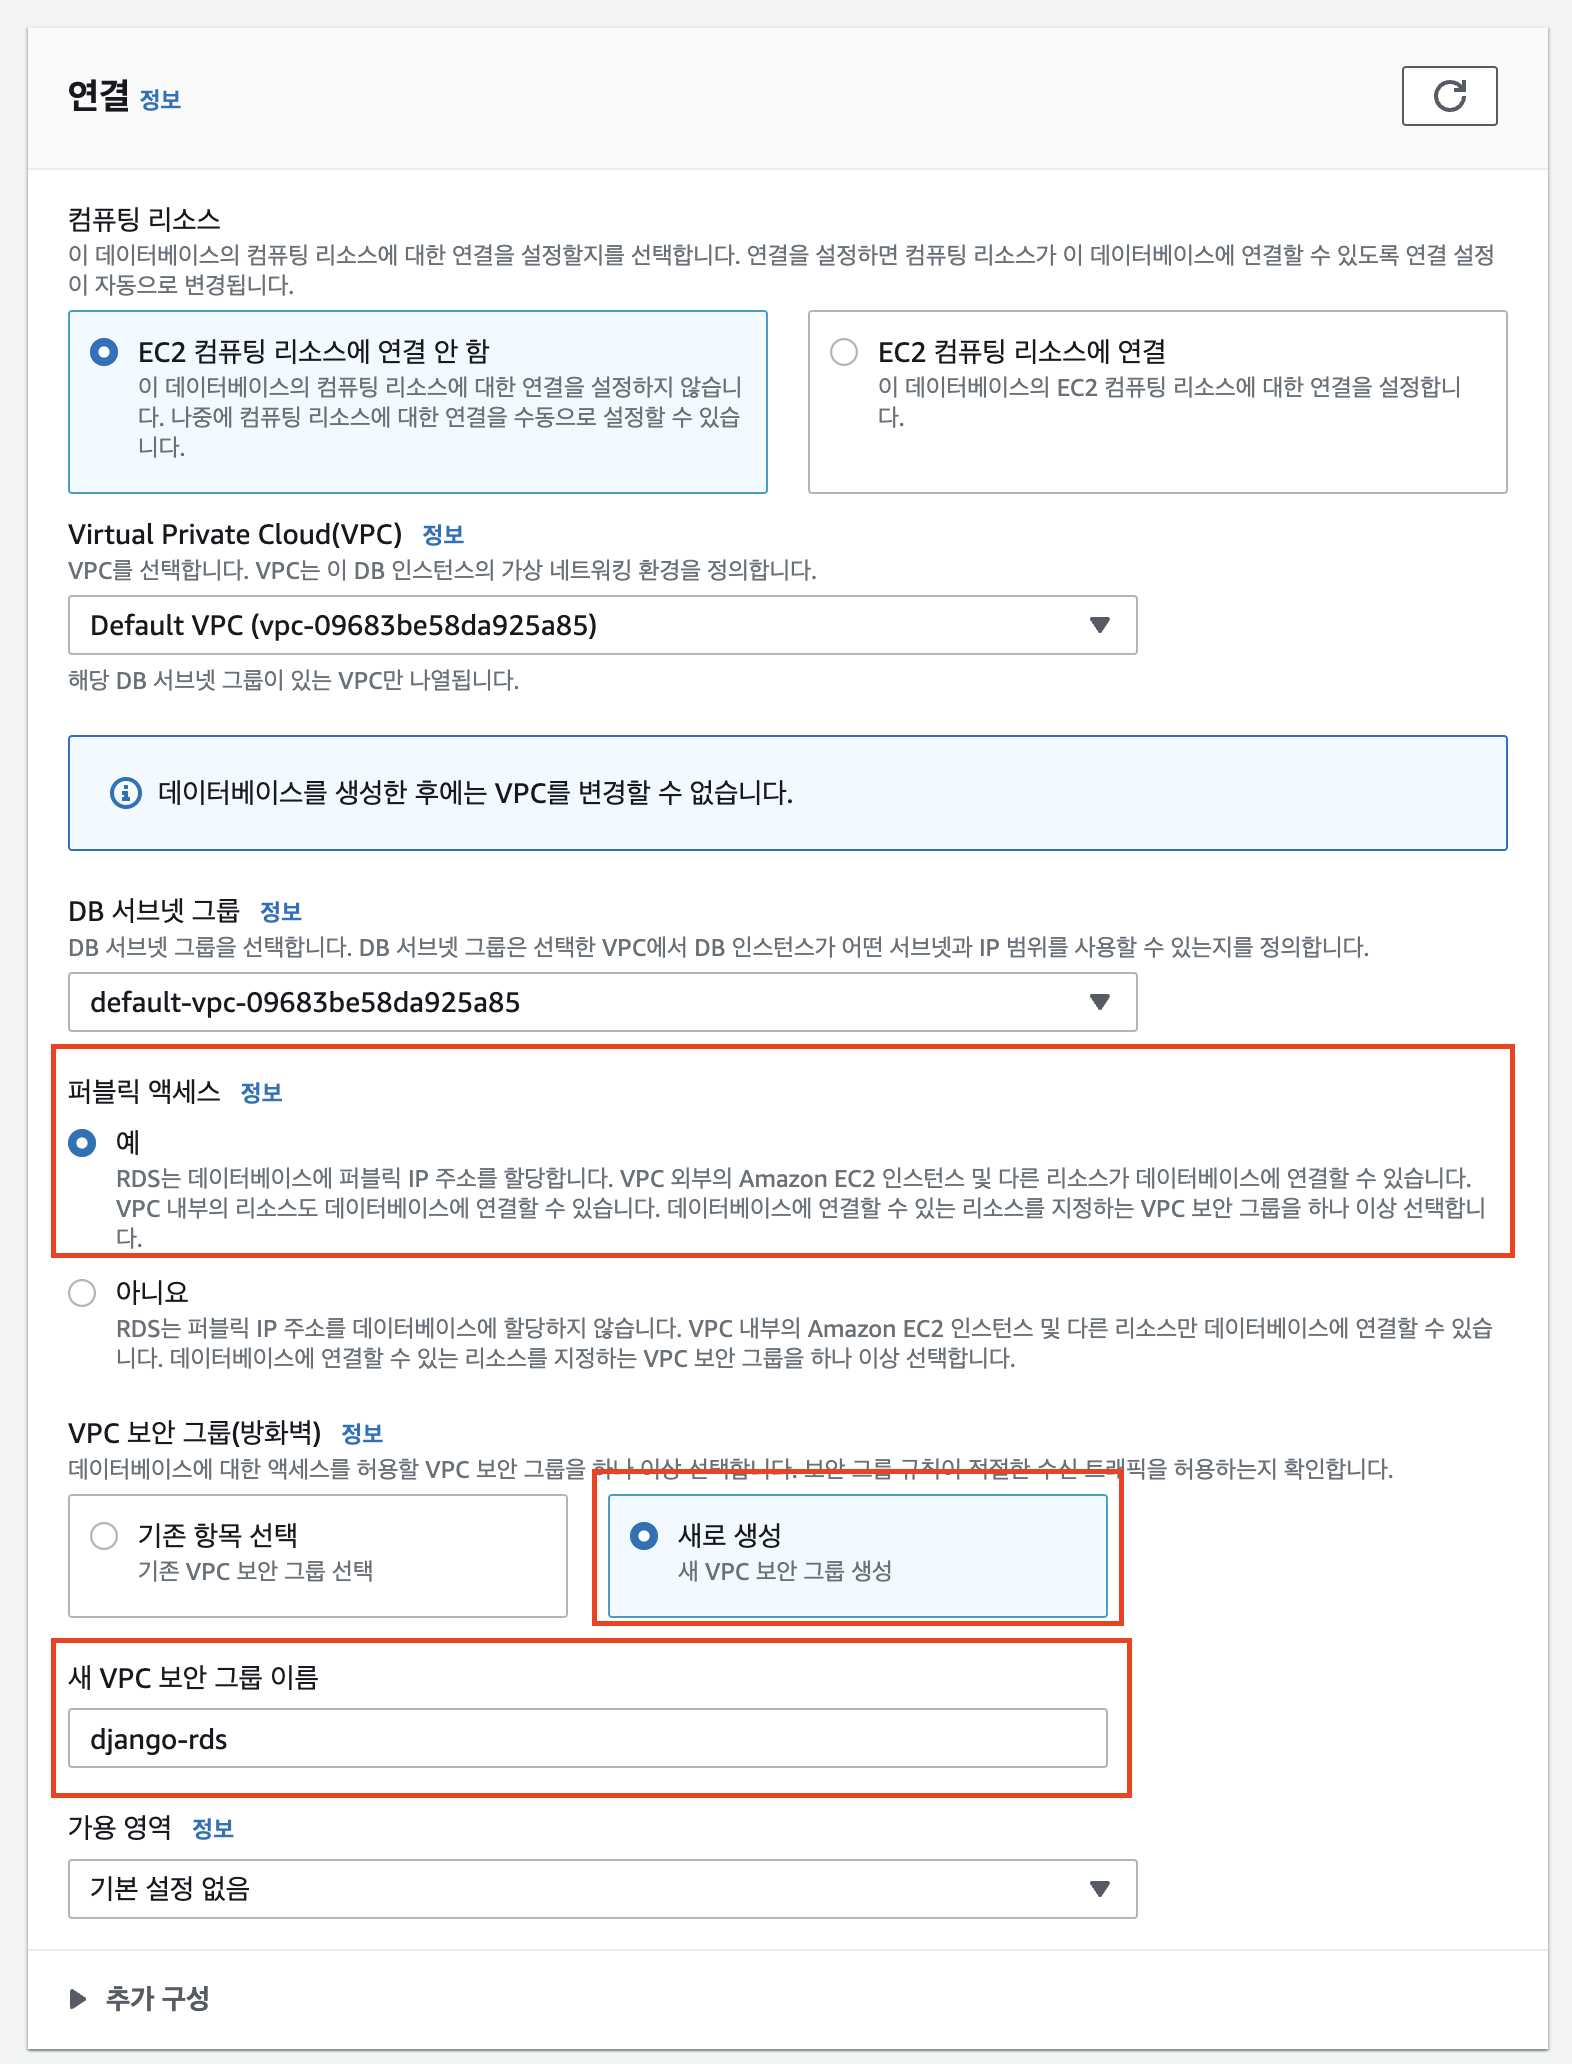 연결 정보
컴퓨팅 리소스
이 데이터베이스의 컴퓨팅 리소스에 대한 연결을 설정할지를 선택합니다. 연결을 설정하면 컴퓨팅 리소스가 이 데이터베이스에 연결할 수 있도록 연결 설정
이 자동으로 변경됩니다.
EC2 컴퓨팅 리소스에 연결 안 함
이 데이터베이스의 컴퓨팅 리소스에 대한 연결을 설정하지 않습니
다. 나중에 컴퓨팅 리소스에 대한 연결을 수동으로 설정할 수 있습
니다.
EC2 컴퓨팅 리소스에 연결
이 데이터베이스의 EC2 컴퓨팅 리소스에 대한 연결을 설정합니
다.
Virtual Private Cloud(VPC) 정보
VPC를 선택합니다. VPC는 이 DB 인스턴스의 가상 네트워킹 환경을 정의합니다.
Default VPC (vpc-09683be58da925a85)
해당 DB 서브넷 그룹이 있는 VPC만 나열됩니다.
데이터베이스를 생성한 후에는 VPC를 변경할 수 없습니다.
DB 서브넷 그룹 정보
DB 서브넷 그룹을 선택합니다. DB 서브넷 그룹은 선택한 VPC에서 DB 인스턴스가 어떤 서브넷과 IP 범위를 사용할 수 있는지를 정의합니다.
default-vpc-09683be58da925a85
퍼블릭 액세스 정보
예
RDS는 데이터베이스에 퍼블릭 IP 주소를 할당합니다. VPC 외부의 Amazon EC2 인스턴스 및 다른 리소스가 데이터베이스에 연결할 수 있습니다.
VPC 내부의 리소스도 데이터베이스에 연결할 수 있습니다. 데이터베이스에 연결할 수 있는 리소스를 지정하는 VPC 보안 그룹을 하나 이상 선택합니
다.
아니요
RDS는 퍼블릭 IP 주소를 데이터베이스에 할당하지 않습니다. VPC 내부의 Amazon EC2 인스턴스 및 다른 리소스만 데이터베이스에 연결할 수 있습
니다. 데이터베이스에 연결할 수 있는 리소스를 지정하는 VPC 보안 그룹을 하나 이상 선택합니다.
VPC 보안 그룹(방화벽) 정보
데이터베이스에 대한 액세스를 허용할 VPC 보안 그룹을 하나 이상 선택합니다. 보안 그룹 규칙이 적절한 수신 트래픽을 허용하는지 확인합니다.
기존 항목 선택
기존 VPC 보안 그룹 선택
새로 생성
새 VPC 보안 그룹 생성
새 VPC 보안 그룹 이름
django-rds
가용 영역 정보
기본 설정 없음
추가 구성